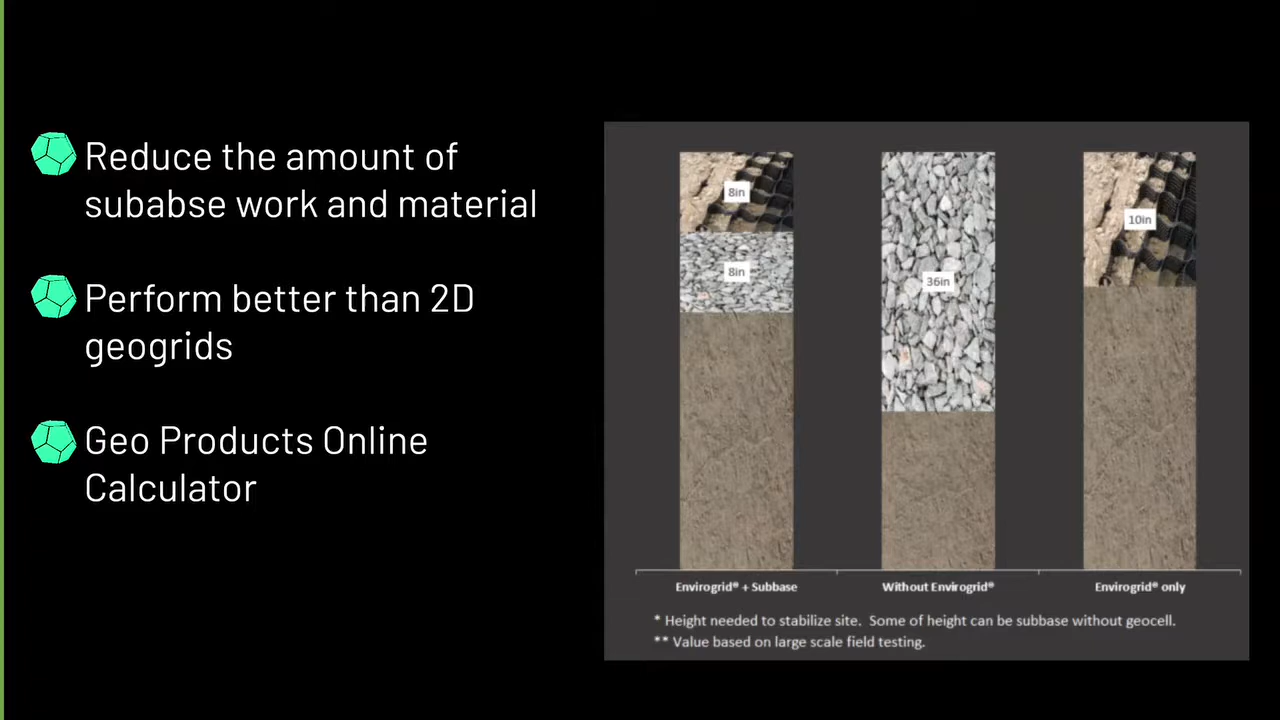 Reduce the amount of
subabse work and material
Perform better than 2D
geogrids
Geo Products Online
Calculator
8in
8in
36in
10in
Envirogrid® + Subbase
Without Envirogrid®
Envirogrid® only
* Height needed to stabilize site. Some of height can be subbase without geocell.
** Value based on large scale field testing.